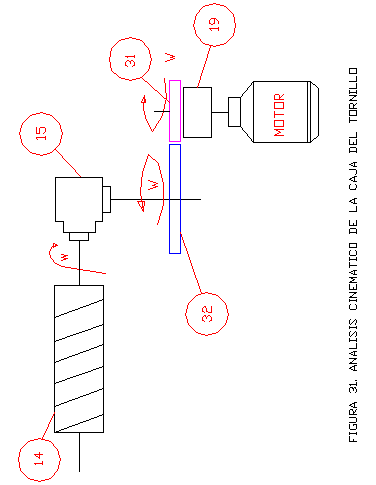 31
W
19
15
MOTOR
W
w
32
14
FIGURA 31. ANALISIS CINEMATICO DE LA CAJA DEL TORNILLO